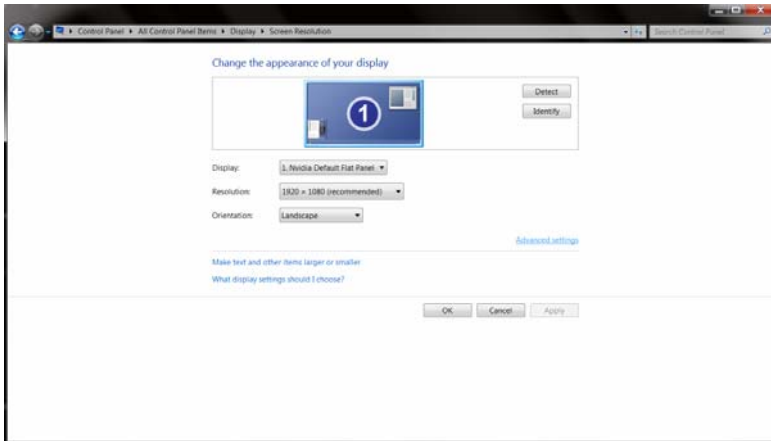 Control Panel ▸ All Control Panel Items ▸ Display ▸ Screen Resolution
Search Control Panel
Change the appearance of your display
1
Detect
Identify
Display: 1. Nvidia Default Flat Panel
Resolution: 1920 × 1080 (recommended)
Orientation: Landscape
Advanced settings
Make text and other items larger or smaller
What display settings should I choose?
OK Cancel Apply